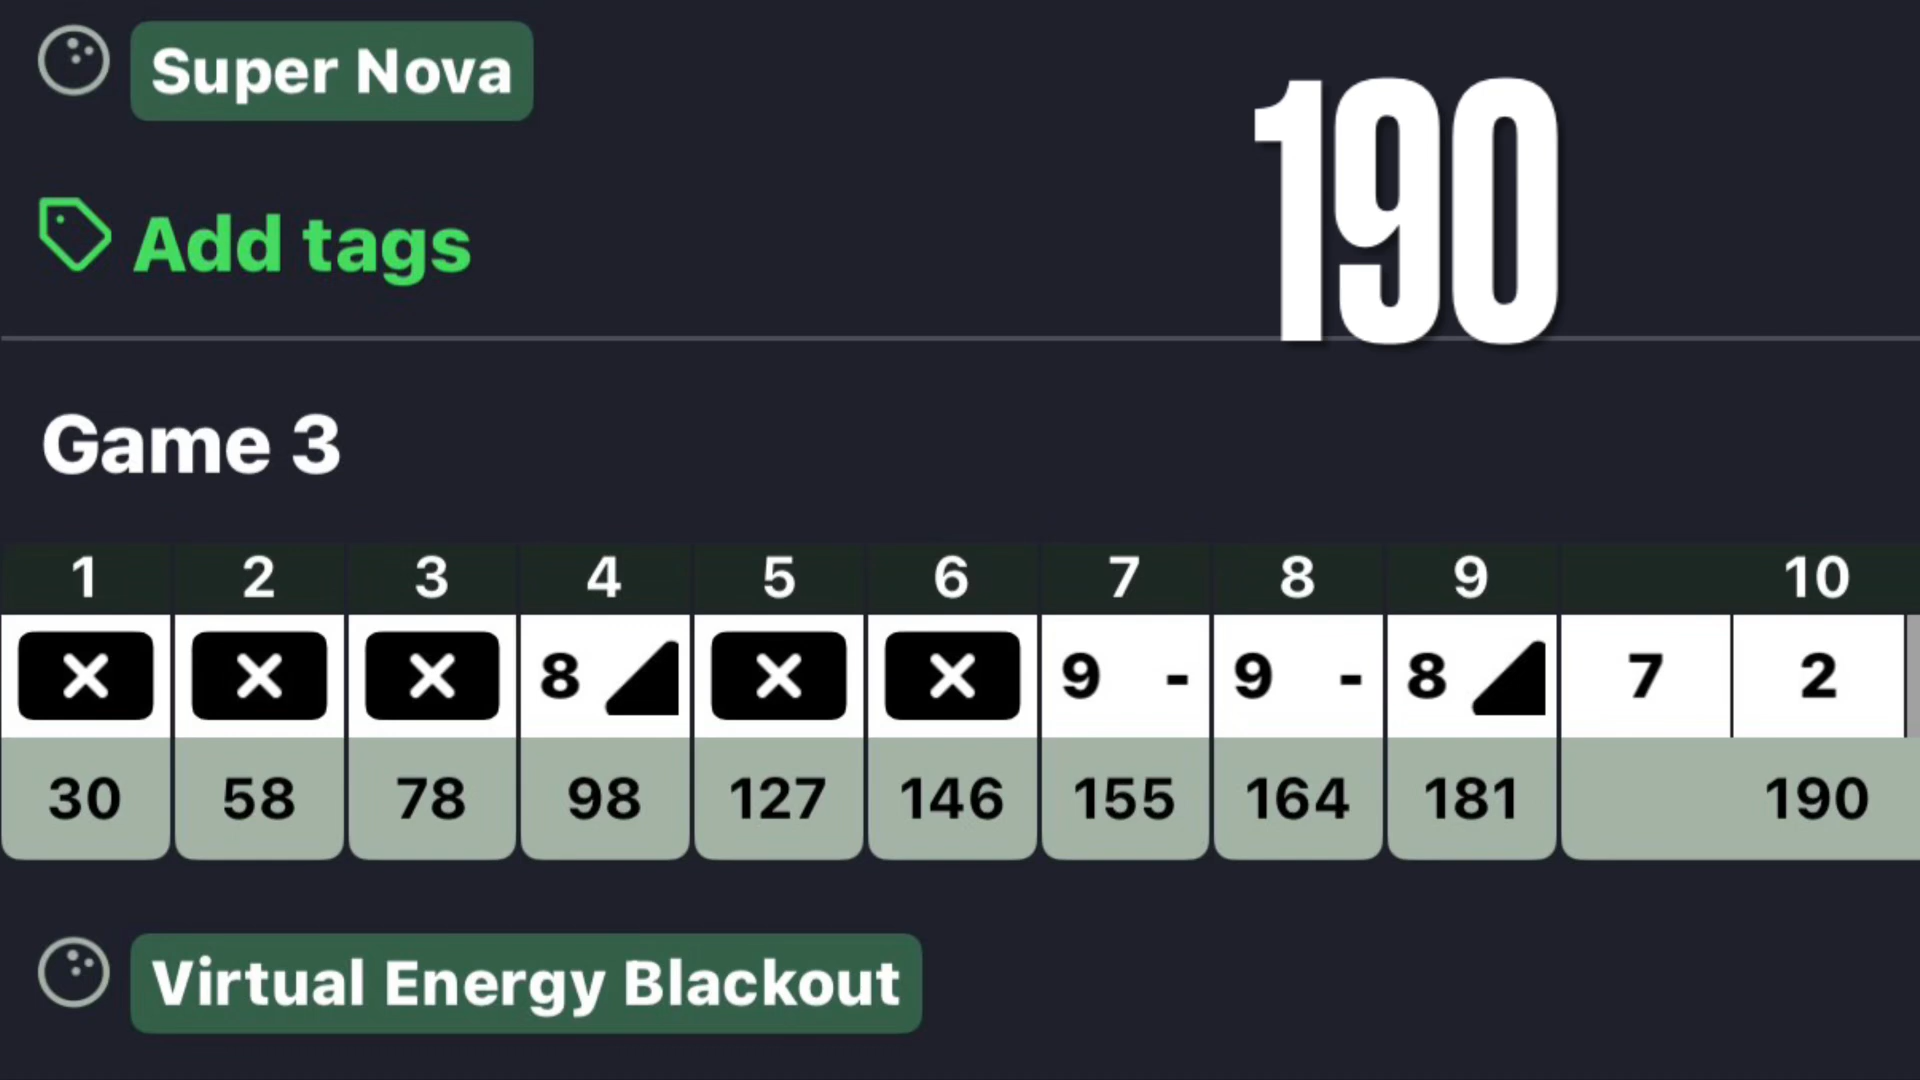 Super Nova
190
Add tags
Game 3
1 2 3 4 5 6 7 8 9 10
X X X 8 X X 9 - 9 - 8 7 2
30 58 78 98 127 146 155 164 181 190
Virtual Energy Blackout